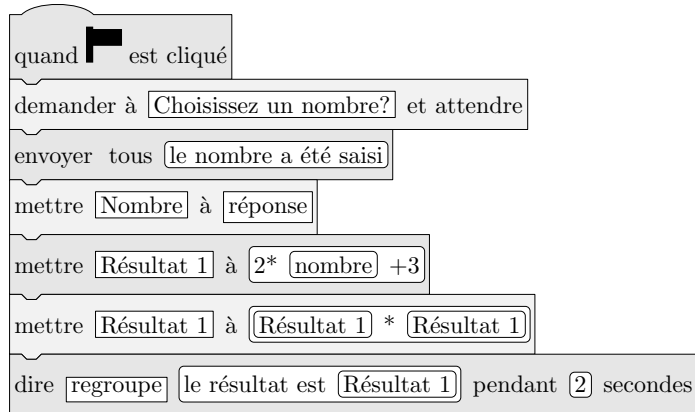 quand est cliqué
demander à Choisissez un nombre? et attendre
envoyer tous le nombre a été saisi
mettre Nombre à réponse
mettre Résultat 1 à 2* nombre +3
mettre Résultat 1 à Résultat 1 * Résultat 1
dire regroupe le résultat est Résultat 1 pendant 2 secondes